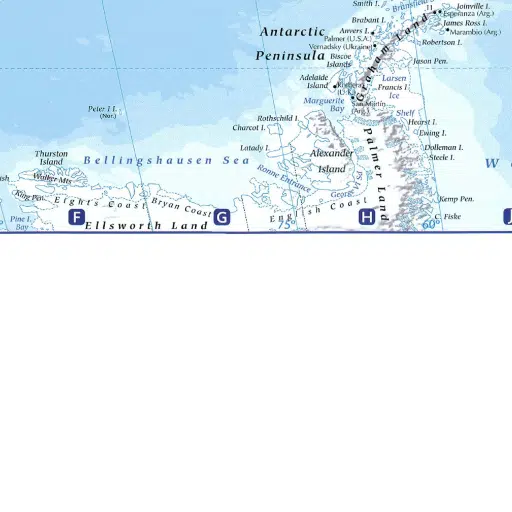 Smith I.
Bransfield
Joinville I.
Esperanza (Arg.)
Brabant I.
James Ross I.
Antarctic
Anvers I.
Marambio (Arg.)
Palmer (U.S.A.)
Vernadsky (Ukraine)
Robertson I.
Peninsula
Biscoe
Islands
Graham Land
Jason Pen.
Adelaide
Island
Larsen
Francis I
Ice
Shelf
Marguerite
Bay
San Martín
(Arg.)
Peter I I.
(Nor.)
Rothschild I.
Charcot I.
Hearst I.
Ewing I.
Latady I.
Palmer Land
Dolleman I.
Steele I.
Thurston
Island
Bellingshausen Sea
Alexander
Island
W
Ronne Entrance
George VI Sd
Walker Mts
King Pen.
Eights Coast
Bryan Coast
English Coast
Kemp Pen.
C. Fiske
Pine I.
Bay
F
G
H
J
Ellsworth Land
75°
60°